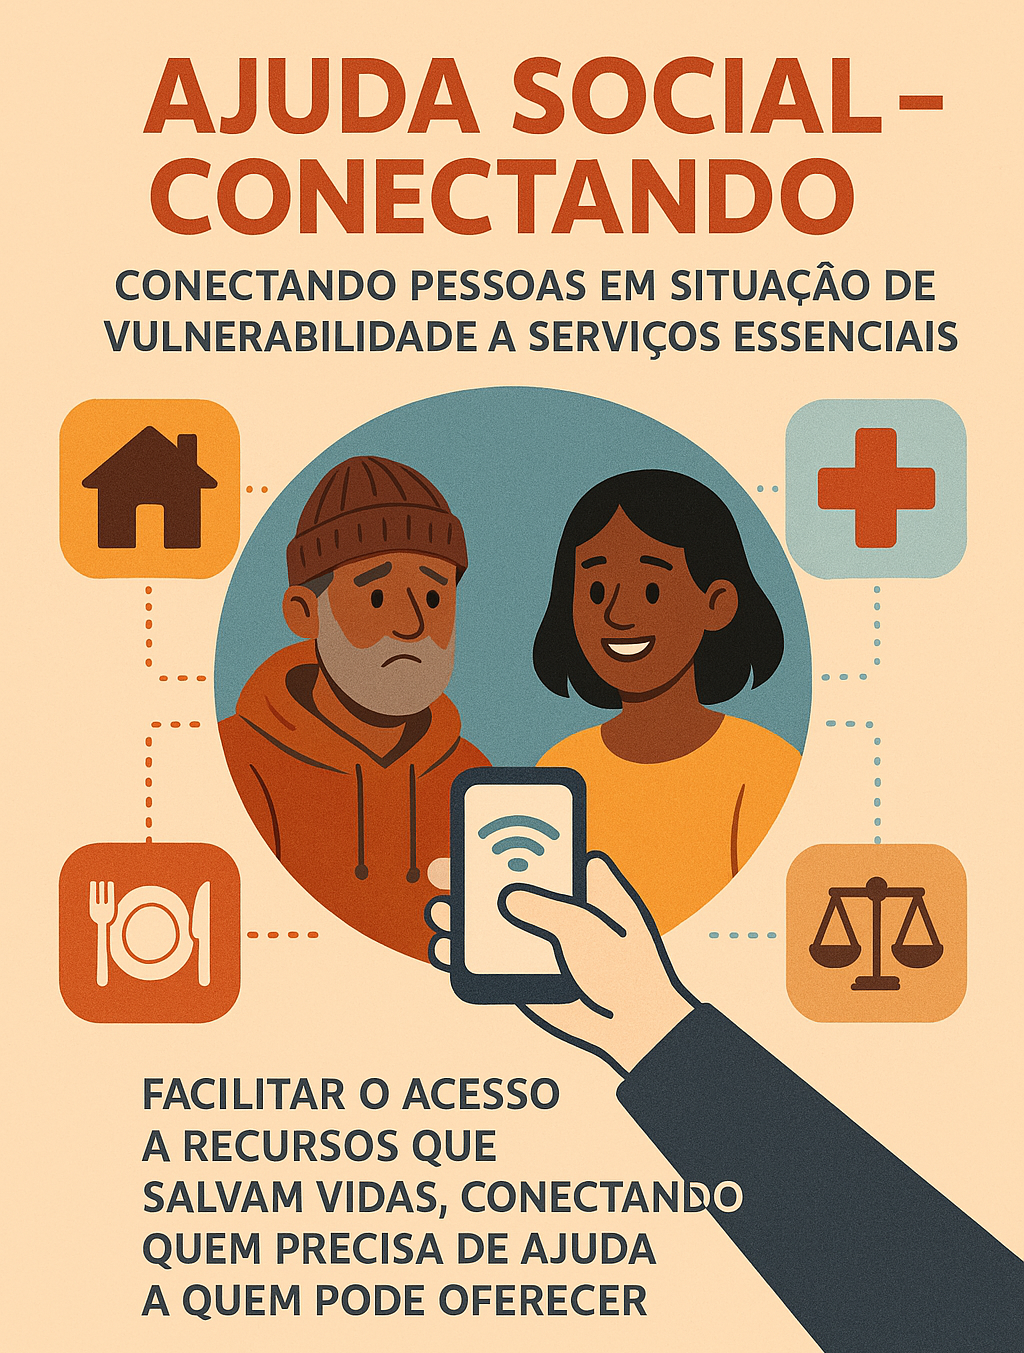 AJUDA SOCIAL –
CONECTANDO
CONECTANDO PESSOAS EM SITUAÇÂO DE
VULNERABILIDADE A SERVIÇOS ESSENCIAIS
FACILITAR O ACESSO
A RECURSOS QUE
SALVAM VIDAS, CONECTANDO
QUEM PRECISA DE AJUDA
A QUEM PODE OFERECER